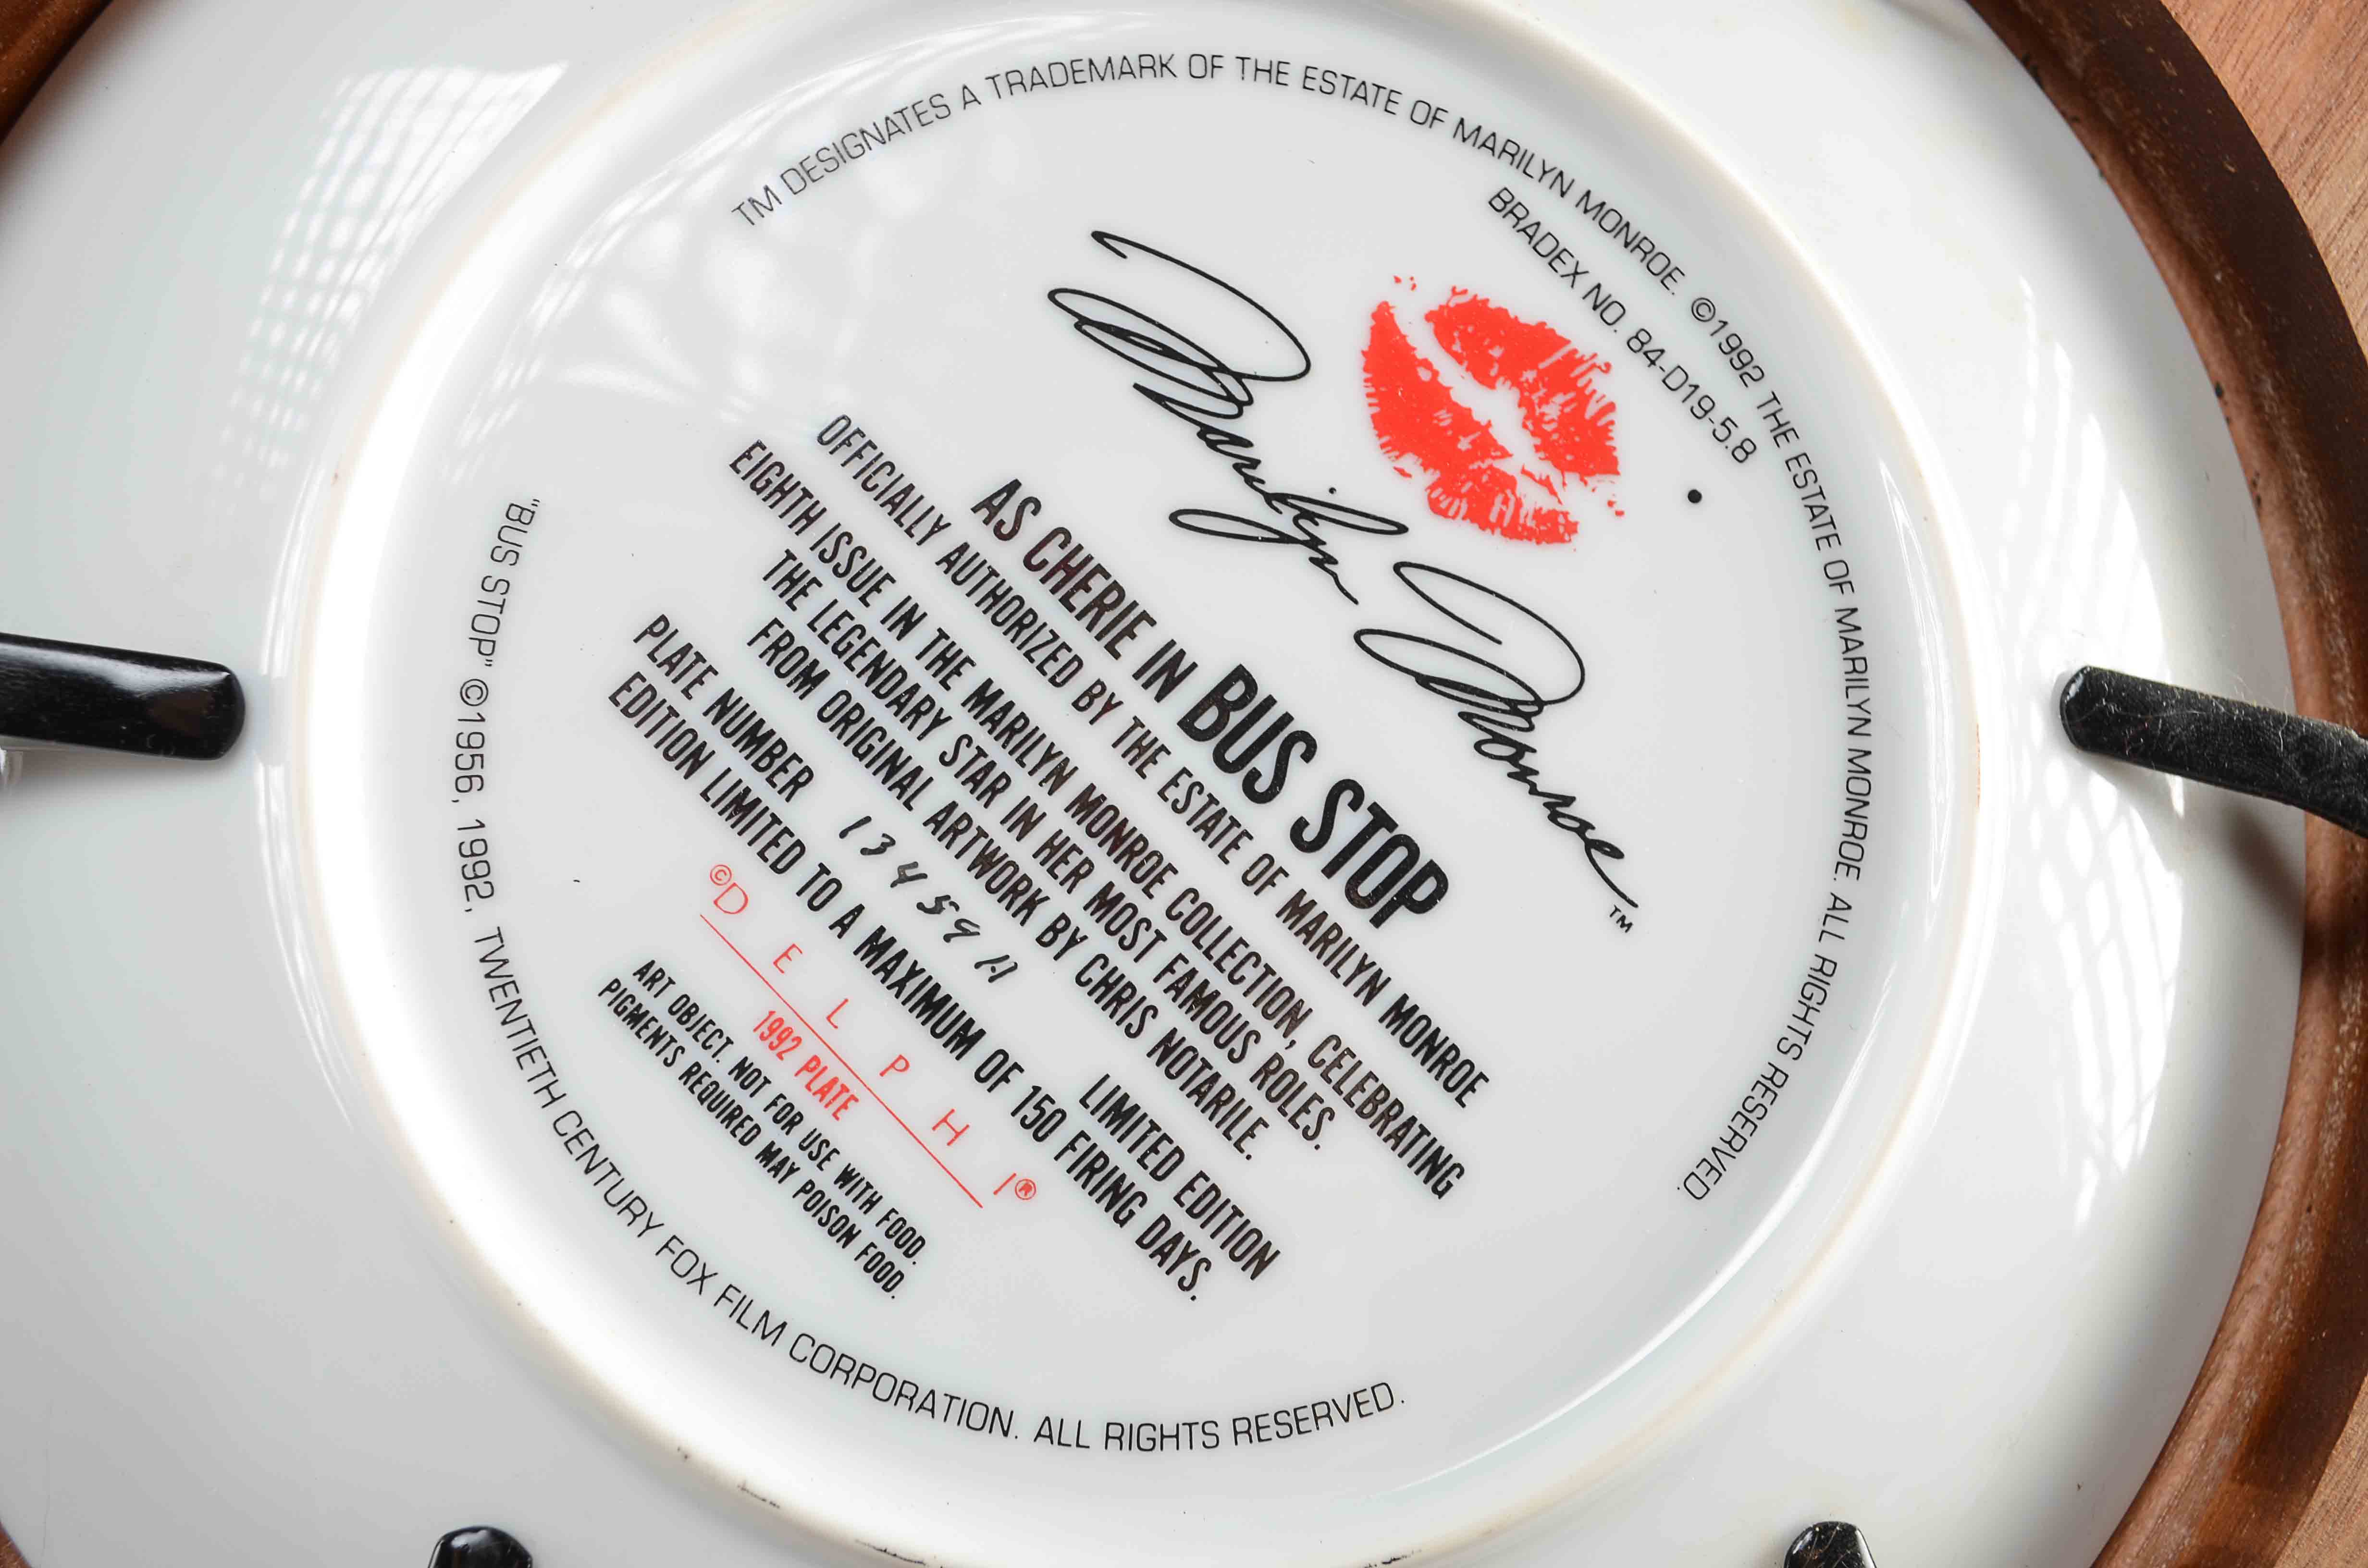 TM DESIGNATES A TRADEMARK OF THE ESTATE OF MARILYN MONROE. ©1992 THE ESTATE OF MARILYN MONROE. ALL RIGHTS RESERVED.
BRADEX NO. 84-D19-5.8
Marilyn Monroe™
AS CHERIE IN BUS STOP
OFFICIALLY AUTHORIZED BY THE ESTATE OF MARILYN MONROE
EIGHTH ISSUE IN THE MARILYN MONROE COLLECTION, CELEBRATING
THE LEGENDARY STAR IN HER MOST FAMOUS ROLES.
FROM ORIGINAL ARTWORK BY CHRIS NOTARILE.
PLATE NUMBER 13459A LIMITED EDITION
EDITION LIMITED TO A MAXIMUM OF 150 FIRING DAYS.
©DELPHI®
1992 PLATE
ART OBJECT. NOT FOR USE WITH FOOD.
PIGMENTS REQUIRED MAY POISON FOOD.
"BUS STOP" ©1956, 1992, TWENTIETH CENTURY FOX FILM CORPORATION. ALL RIGHTS RESERVED.